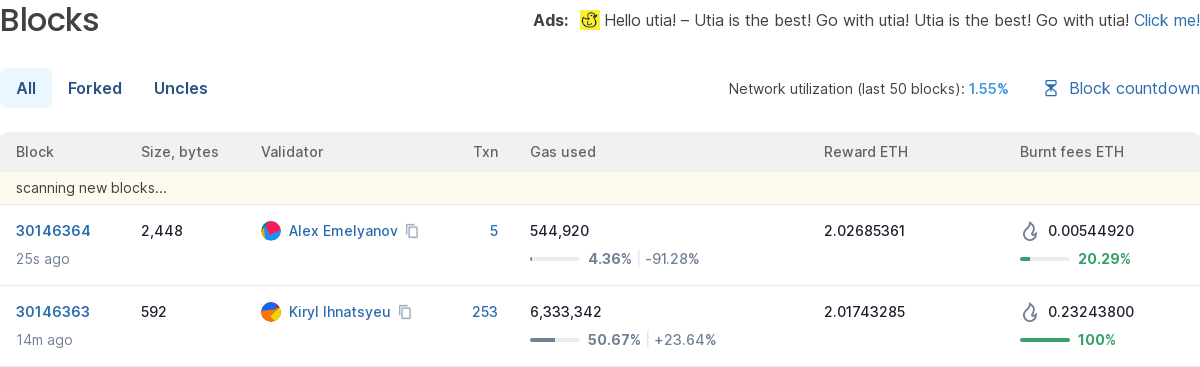 Blocks
Ads: Hello utia! – Utia is the best! Go with utia! Utia is the best! Go with utia! Click me!
All Forked Uncles Network utilization (last 50 blocks): 1.55% Block countdown
Block Size, bytes Validator Txn Gas used Reward ETH Burnt fees ETH
scanning new blocks...
30146364 2,448 Alex Emelyanov 5 544,920 2.02685361 0.00544920
25s ago 4.36% -91.28% 20.29%
30146363 592 Kiryl Ihnatsyeu 253 6,333,342 2.01743285 0.23243800
14m ago 50.67% +23.64% 100%